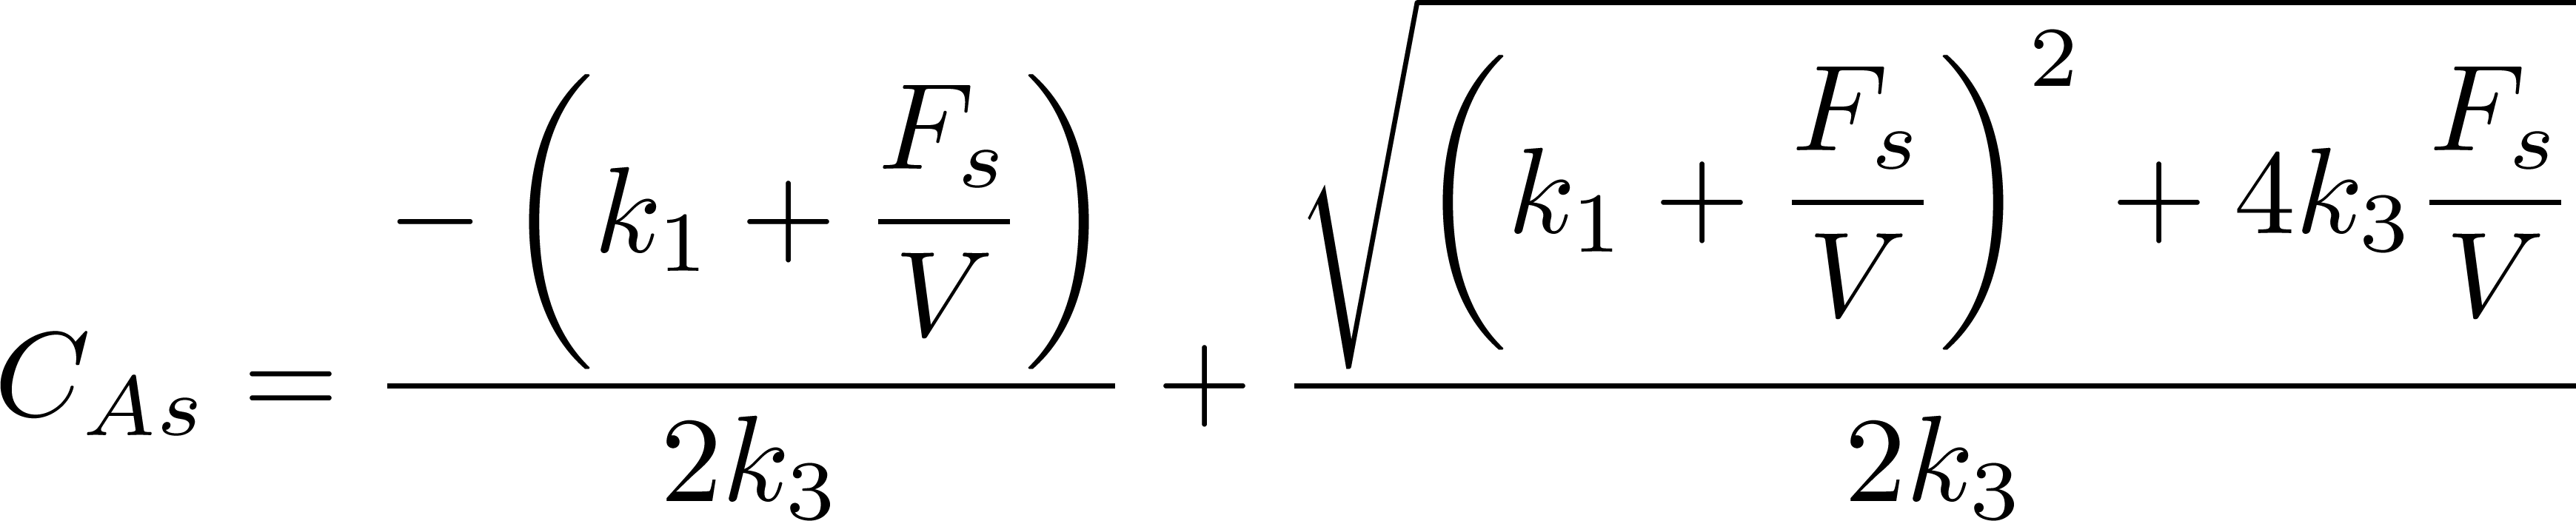 C_{As} = \frac{-\left(k_1 + \frac{F_s}{V}\right)}{2k_3} + \frac{\sqrt{\left(k_1 + \frac{F_s}{V}\right)^2 + 4k_3\frac{F_s}{V}}}{2k_3}